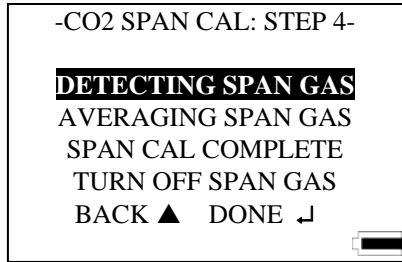 -CO2 SPAN CAL: STEP 4-
DETECTING SPAN GAS
AVERAGING SPAN GAS
SPAN CAL COMPLETE
TURN OFF SPAN GAS
BACK ▲ DONE ↵